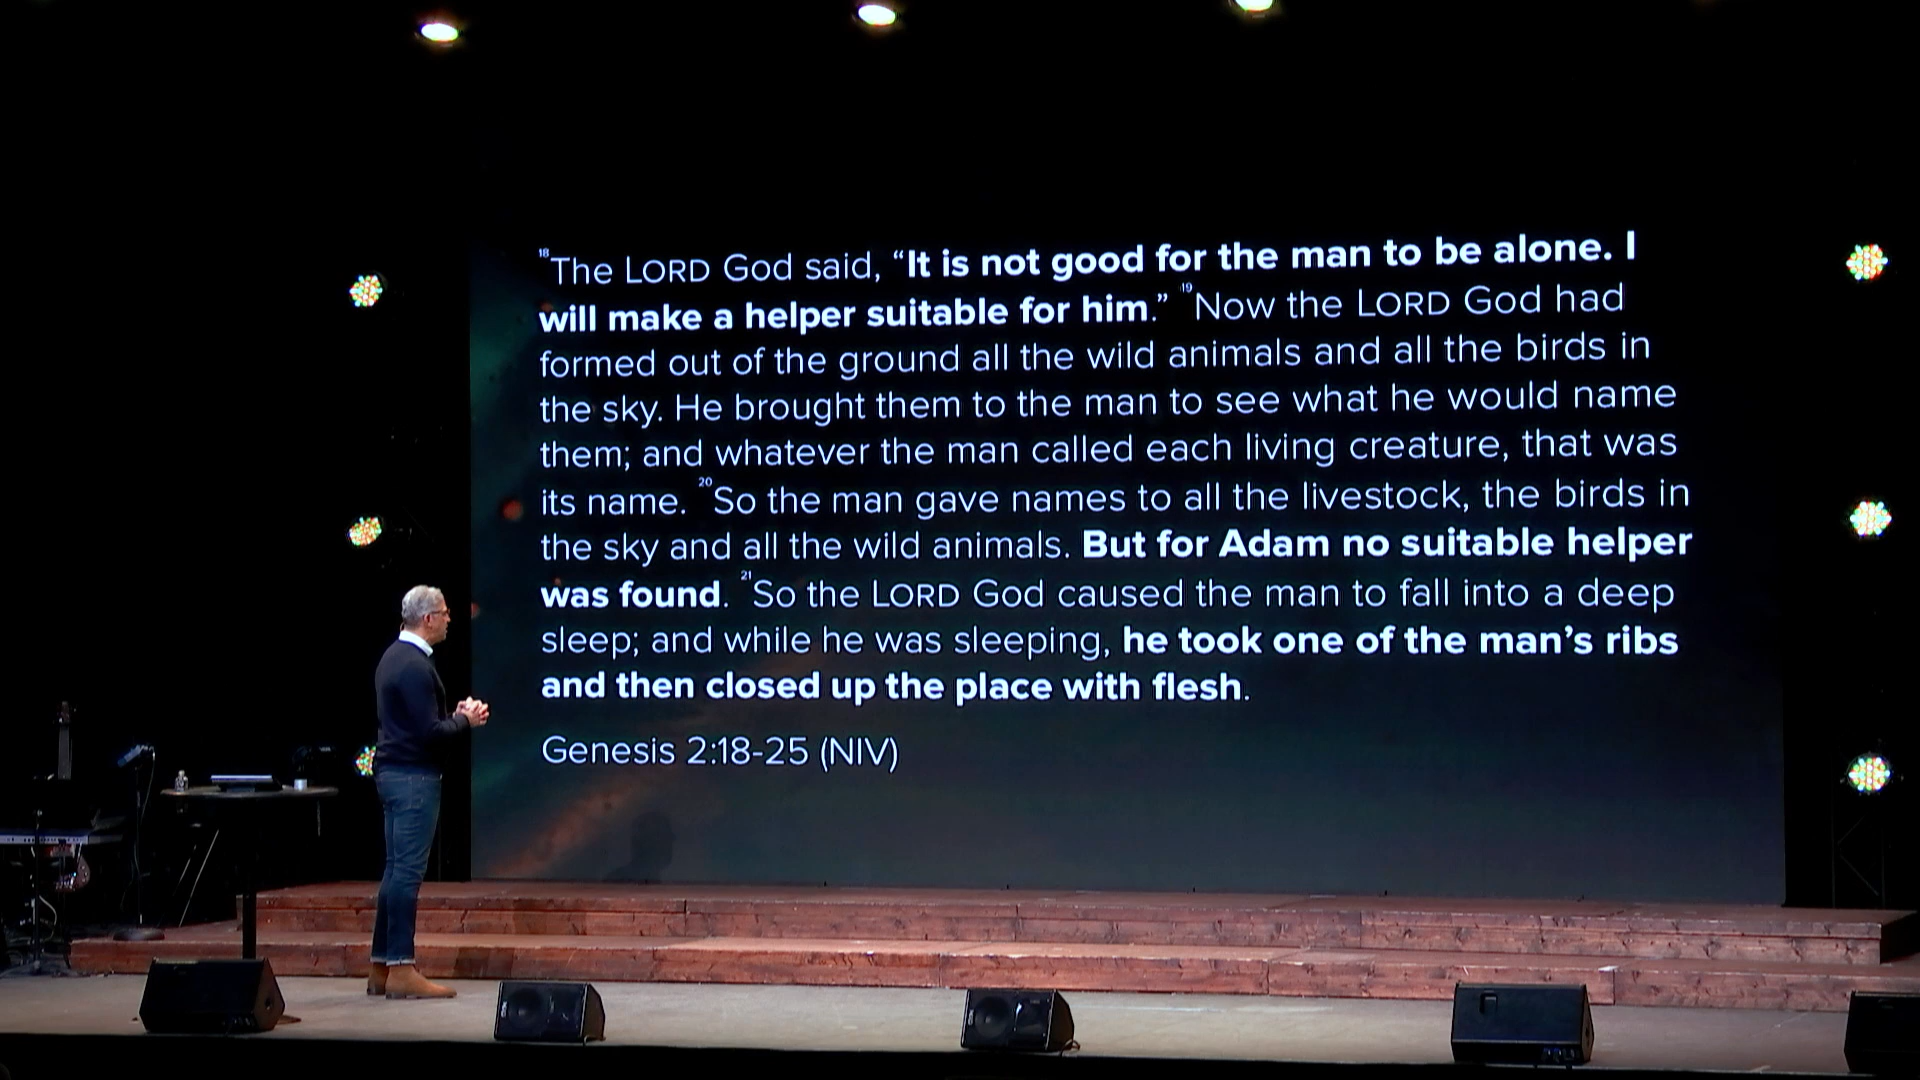 18The LORD God said, “It is not good for the man to be alone. I
will make a helper suitable for him.” 19Now the LORD God had
formed out of the ground all the wild animals and all the birds in
the sky. He brought them to the man to see what he would name
them; and whatever the man called each living creature, that was
its name. 20So the man gave names to all the livestock, the birds in
the sky and all the wild animals. But for Adam no suitable helper
was found. 21So the LORD God caused the man to fall into a deep
sleep; and while he was sleeping, he took one of the man’s ribs
and then closed up the place with flesh.
Genesis 2:18-25 (NIV)